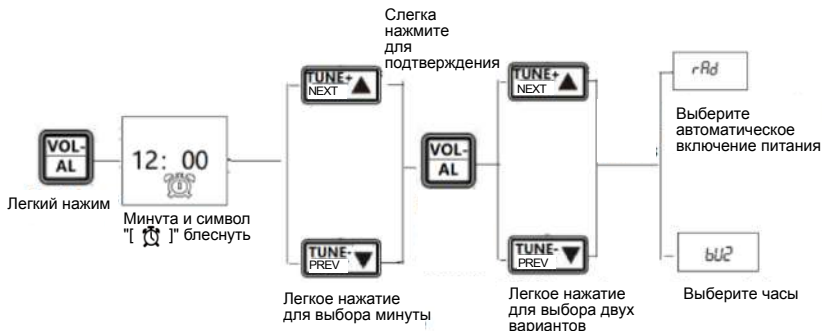 Слегка
нажмите
для
подтверждения
TUNE+
NEXT
TUNE+
NEXT
rAd
Выберите
автоматическое
включение питания
VOL-
AL
12: 00
VOL-
AL
Легкий нажим
Минута и символ
"[ ⏰ ]" блеснуть
TUNE-
PREV
TUNE-
PREV
bUZ
Легкое нажатие
для выбора минуты
Легкое нажатие
для выбора двух
вариантов
Выберите часы